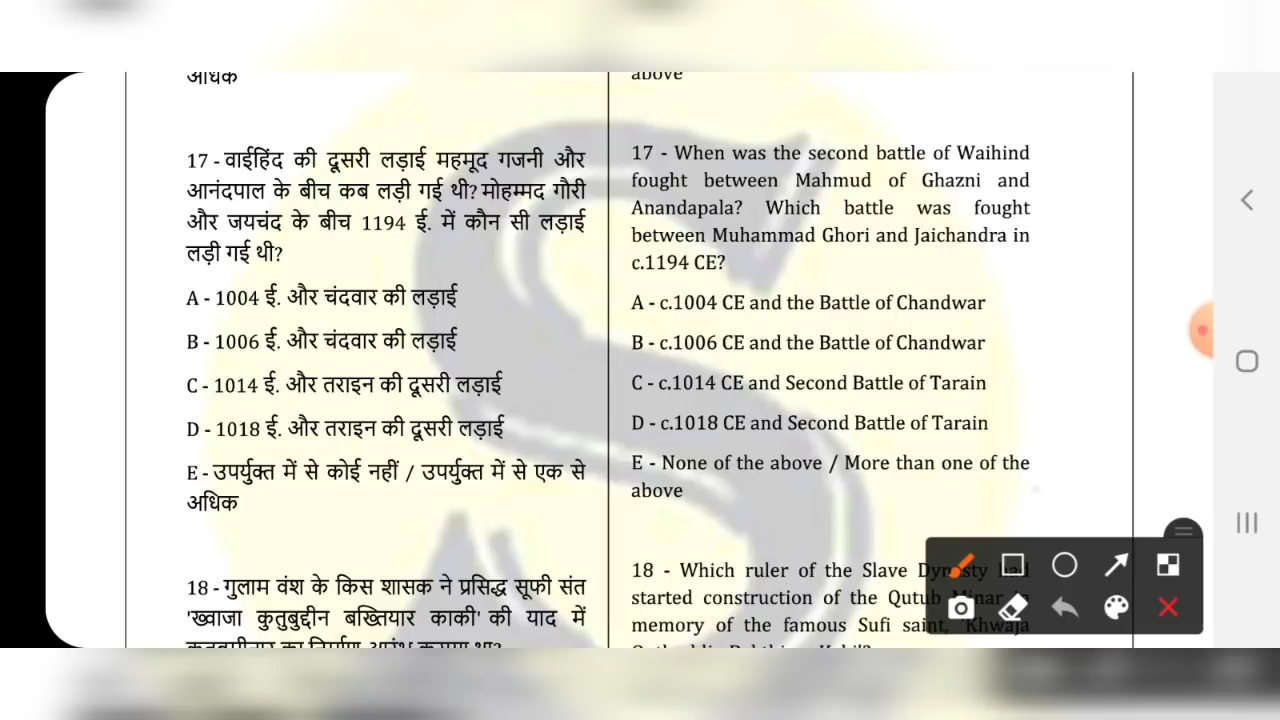 अधिक
17 - वाईहिंद की दूसरी लड़ाई महमूद गजनी और
आनंदपाल के बीच कब लड़ी गई थी? मोहम्मद गौरी
और जयचंद के बीच 1194 ई. में कौन सी लड़ाई
लड़ी गई थी?
A - 1004 ई. और चंदवार की लड़ाई
B - 1006 ई. और चंदवार की लड़ाई
C - 1014 ई. और तराइन की दूसरी लड़ाई
D - 1018 ई. और तराइन की दूसरी लड़ाई
E - उपर्युक्त में से कोई नहीं / उपर्युक्त में से एक से
अधिक
18 - गुलाम वंश के किस शासक ने प्रसिद्ध सूफी संत
'ख्वाजा कुतुबुद्दीन बख्तियार काकी' की याद में
above
17 - When was the second battle of Waihind
fought between Mahmud of Ghazni and
Anandapala? Which battle was fought
between Muhammad Ghori and Jaichandra in
c.1194 CE?
A - c.1004 CE and the Battle of Chandwar
B - c.1006 CE and the Battle of Chandwar
C - c.1014 CE and Second Battle of Tarain
D - c.1018 CE and Second Battle of Tarain
E - None of the above / More than one of the
above
18 - Which ruler of the Slave Dynasty had
started construction of the Qutub Minar in
memory of the famous Sufi saint, 'Khwaja